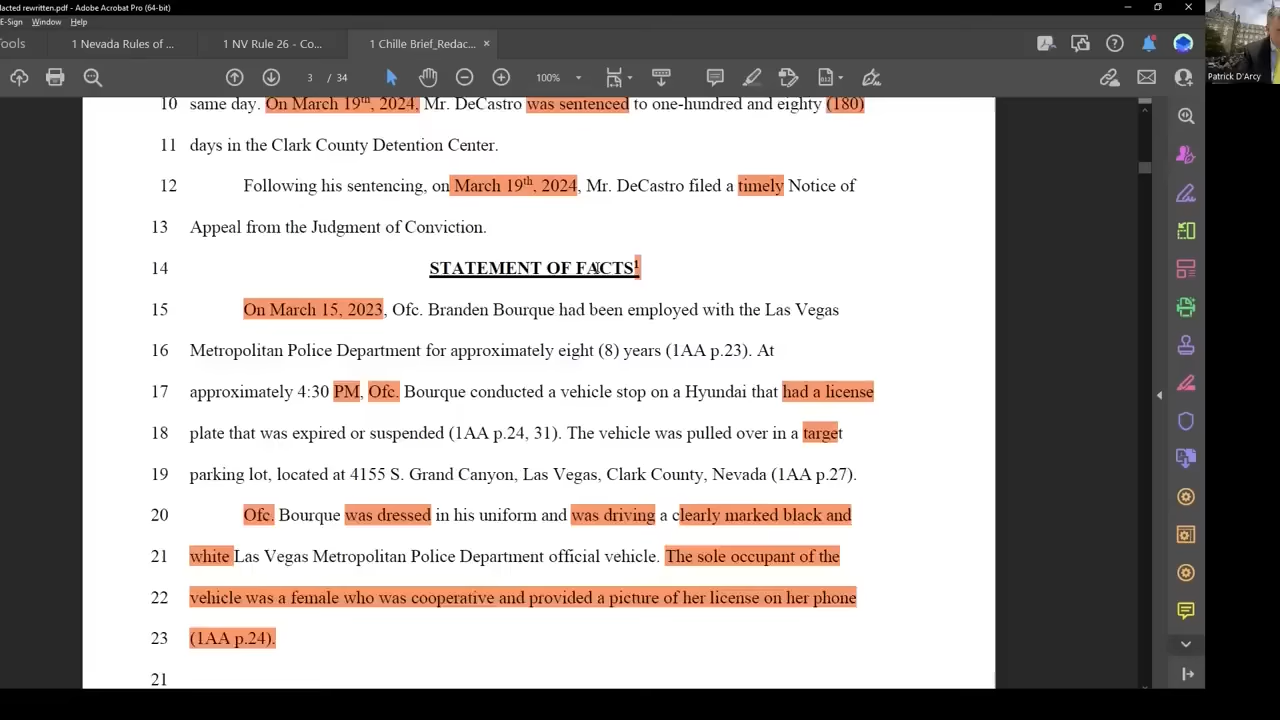 lacted rewritten.pdf - Adobe Acrobat Pro (64-bit)
E-Sign Window Help
ools 1 Nevada Rules of ... 1 NV Rule 26 - Co... 1 Chille Brief_Redac... ×
3 / 34 100%
Patrick D'Arcy
10 same day. On March 19th, 2024, Mr. DeCastro was sentenced to one-hundred and eighty (180)
11 days in the Clark County Detention Center.
12 Following his sentencing, on March 19th, 2024, Mr. DeCastro filed a timely Notice of
13 Appeal from the Judgment of Conviction.
14 STATEMENT OF FACTS1
15 On March 15, 2023, Ofc. Branden Bourque had been employed with the Las Vegas
16 Metropolitan Police Department for approximately eight (8) years (1AA p.23). At
17 approximately 4:30 PM, Ofc. Bourque conducted a vehicle stop on a Hyundai that had a license
18 plate that was expired or suspended (1AA p.24, 31). The vehicle was pulled over in a target
19 parking lot, located at 4155 S. Grand Canyon, Las Vegas, Clark County, Nevada (1AA p.27).
20 Ofc. Bourque was dressed in his uniform and was driving a clearly marked black and
21 white Las Vegas Metropolitan Police Department official vehicle. The sole occupant of the
22 vehicle was a female who was cooperative and provided a picture of her license on her phone
23 (1AA p.24).
21